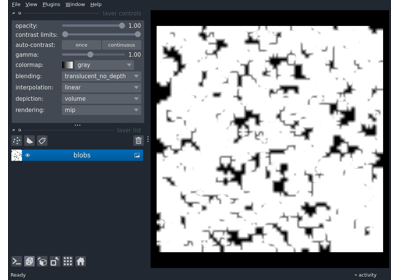 File View Plugins Window Help
layer controls
opacity: 1.00
contrast limits:
auto-contrast: once continuous
gamma: 1.00
colormap: gray
blending: translucent_no_depth
interpolation: linear
depiction: volume
rendering: mip
layer list
blobs
Ready activity